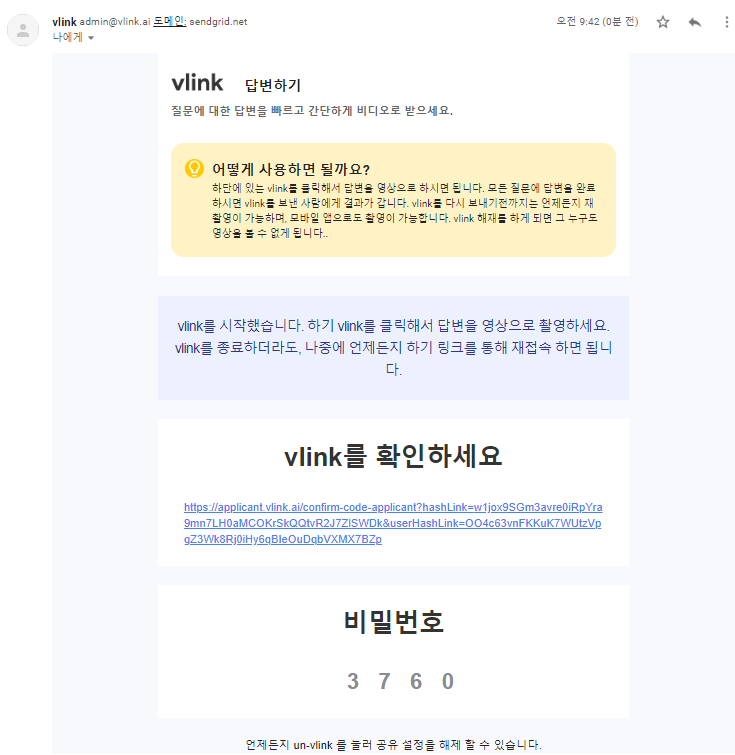 vlink admin@vlink.ai 도메인: sendgrid.net 오전 9:42 (0분 전)
나에게
vlink 답변하기
질문에 대한 답변을 빠르고 간단하게 비디오로 받으세요.
어떻게 사용하면 될까요?
하단에 있는 vlink를 클릭해서 답변을 영상으로 하시면 됩니다. 모든 질문에 답변을 완료
하시면 vlink를 보낸 사람에게 결과가 갑니다. vlink를 다시 보내기전까지는 언제든지 재
촬영이 가능하며, 모바일 앱으로도 촬영이 가능합니다. vlink 해재를 하게 되면 그 누구도
영상을 볼 수 없게 됩니다..
vlink를 시작했습니다. 하기 vlink를 클릭해서 답변을 영상으로 촬영하세요.
vlink를 종료하더라도, 나중에 언제든지 하기 링크를 통해 재접속 하면 됩니
다.
vlink를 확인하세요
https://applicant.vlink.ai/confirm-code-applicant?hashLink=w1jox9SGm3avre0iRpYra
9mn7LH0aMCOKrSkQQtvR2J7ZISWDk&userHashLink=OO4c63vnFKKuK7WUtzVp
gZ3Wk8Rj0iHy6qBIeOuDqbVXMX7BZp
비밀번호
3 7 6 0
언제든지 un-vlink 를 눌러 공유 설정을 해제 할 수 있습니다.